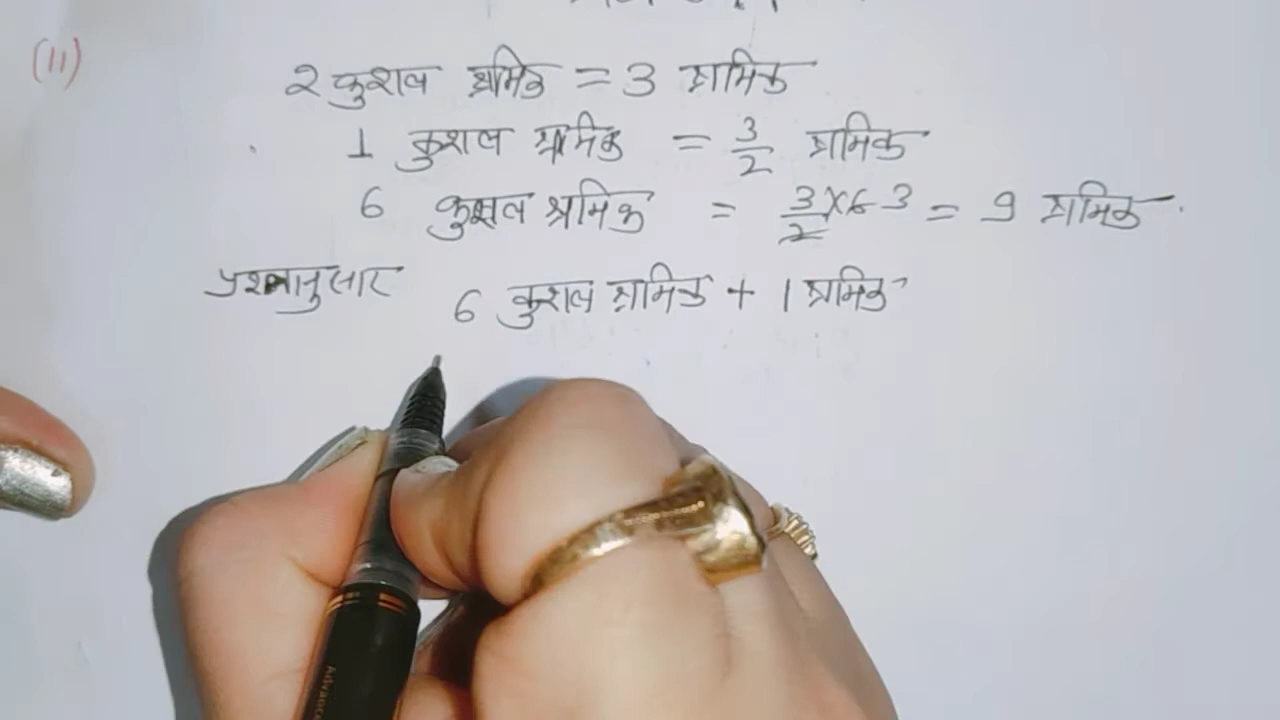 (11)
2 कुशल श्रमिक = 3 श्रमिक
1 कुशल श्रमिक = 3/2 श्रमिक
6 कुशल श्रमिक = 3/2 x 6 3 = 9 श्रमिक
प्रश्नानुसार 6 कुशल श्रमिक + 1 श्रमिक